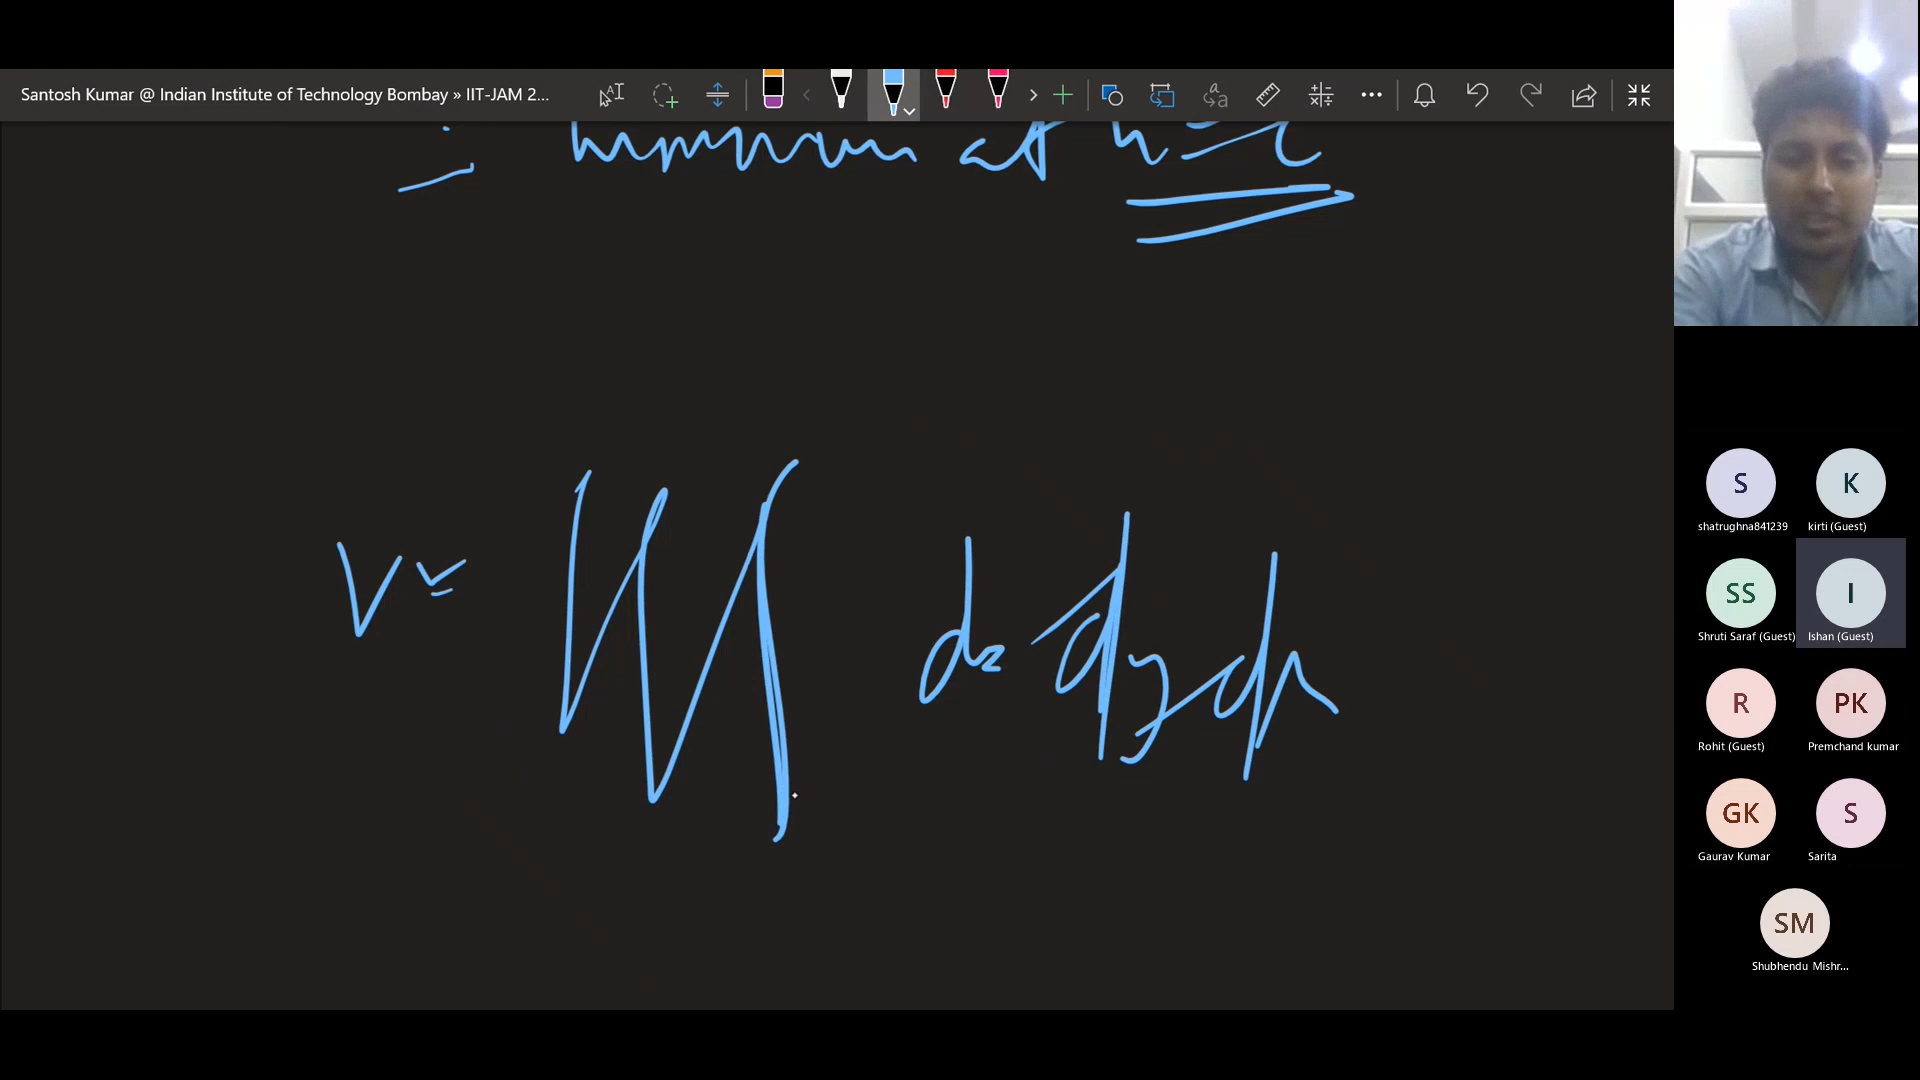 Santosh Kumar @ Indian Institute of Technology Bombay » IIT-JAM 2...
at
V = ∭ dz dy dx
S
shatrughna841239
K
kirti (Guest)
SS
Shruti Saraf (Guest)
I
Ishan (Guest)
R
Rohit (Guest)
PK
Premchand kumar
GK
Gaurav Kumar
S
Sarita
SM
Shubhendu Mishr...